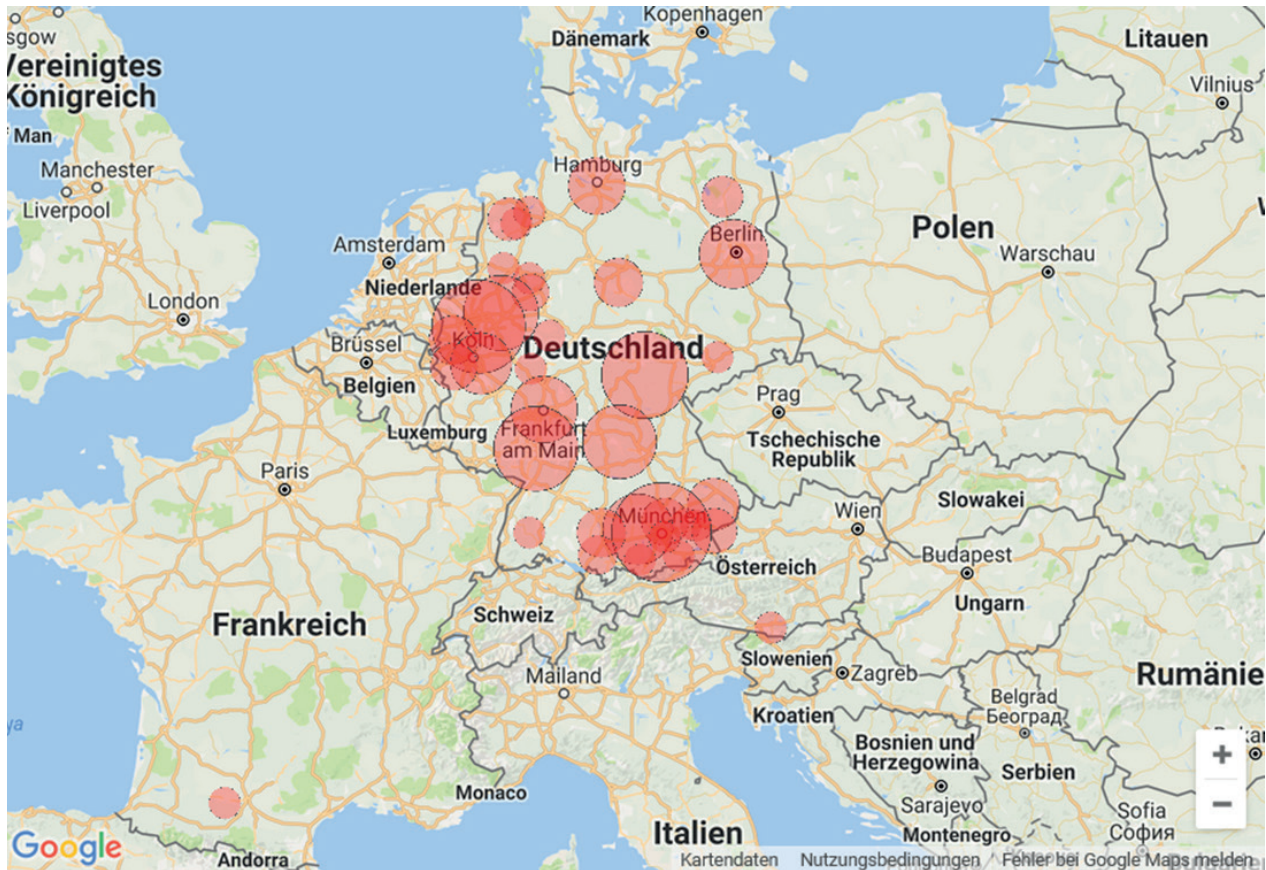 Kopenhagen
sgow
Dänemark
Litauen
Vereinigtes
Königreich
Vilnius
Man
Hamburg
Manchester
Liverpool
Polen
Berlin
Amsterdam
Warschau
Niederlande
London
Köln
Brüssel
Deutschland
Belgien
Prag
Luxemburg
Frankfurt
am Main
Tschechische
Republik
Paris
Slowakei
München
Wien
Budapest
Österreich
Ungarn
Schweiz
Frankreich
Slowenien
Mailand
Zagreb
Rumänie
Belgrad
Београд
Kroatien
ya
Bosnien und
Herzegowina
Serbien
Monaco
+
−
Sarajevo
Sofia
София
Italien
Montenegro
Google
Andorra
Kartendaten Nutzungsbedingungen Fehler bei Google Maps melden